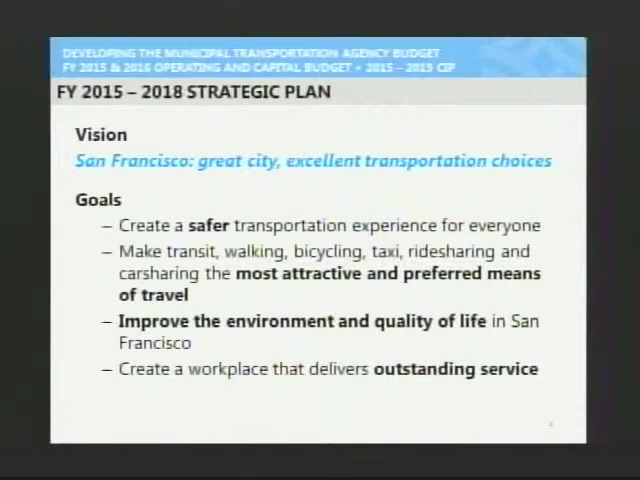 DEVELOPING THE MUNICIPAL TRANSPORTATION AGENCY BUDGET
FY 2015 & 2016 OPERATING AND CAPITAL BUDGET • 2015 – 2019 CIP
FY 2015 – 2018 STRATEGIC PLAN
Vision
San Francisco: great city, excellent transportation choices
Goals
– Create a safer transportation experience for everyone
– Make transit, walking, bicycling, taxi, ridesharing and
carsharing the most attractive and preferred means
of travel
– Improve the environment and quality of life in San
Francisco
– Create a workplace that delivers outstanding service